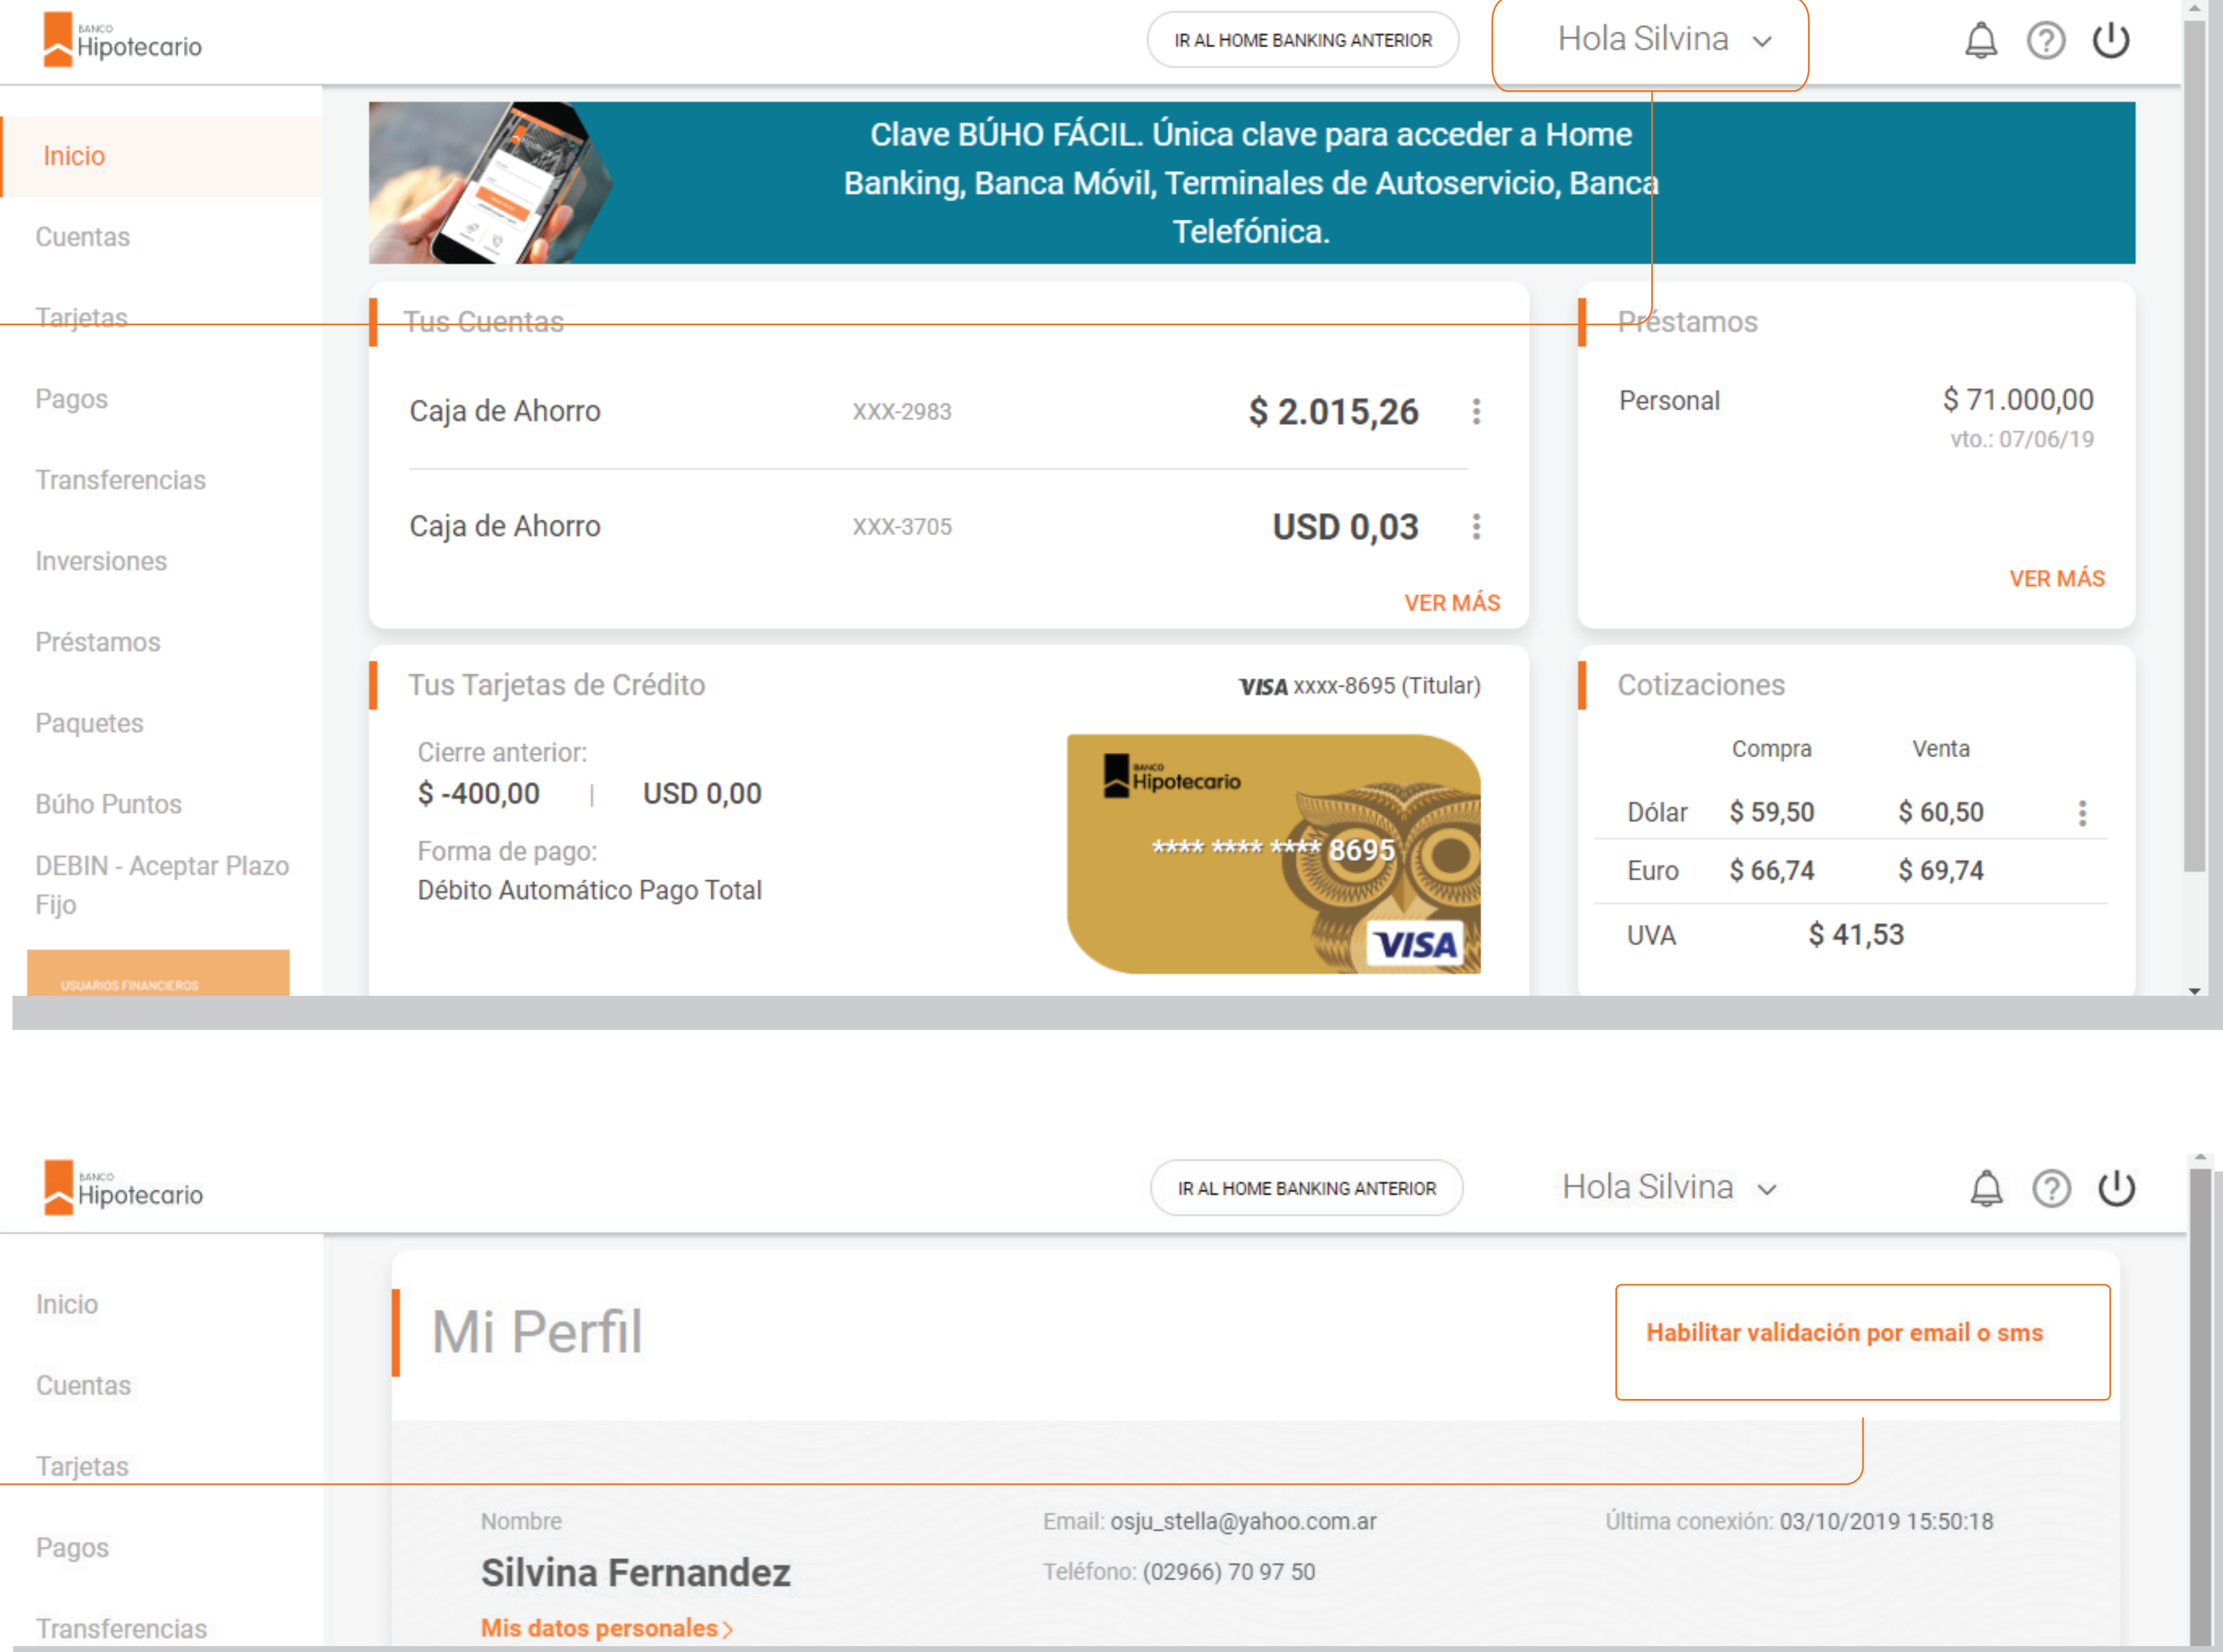 BANCO
Hipotecario
IR AL HOME BANKING ANTERIOR
Hola Silvina
Inicio
Cuentas
Tarjetas
Pagos
Transferencias
Inversiones
Préstamos
Paquetes
Búho Puntos
DEBIN - Aceptar Plazo
Fijo
USUARIOS FINANCIEROS
Clave BÚHO FÁCIL. Única clave para acceder a Home
Banking, Banca Móvil, Terminales de Autoservicio, Banca
Telefónica.
Tus Cuentas
Caja de Ahorro XXX-2983 $ 2.015,26
Caja de Ahorro XXX-3705 USD 0,03
VER MÁS
Préstamos
Personal $ 71.000,00
vto.: 07/06/19
VER MÁS
Tus Tarjetas de Crédito VISA xxxx-8695 (Titular)
Cierre anterior:
$ -400,00 | USD 0,00
Forma de pago:
Débito Automático Pago Total
BANCO
Hipotecario
**** **** **** 8695
VISA
Cotizaciones
Compra Venta
Dólar $ 59,50 $ 60,50
Euro $ 66,74 $ 69,74
UVA $ 41,53
BANCO
Hipotecario
IR AL HOME BANKING ANTERIOR
Hola Silvina
Inicio
Cuentas
Tarjetas
Pagos
Transferencias
Mi Perfil
Habilitar validación por email o sms
Nombre
Silvina Fernandez
Mis datos personales >
Email: osju_stella@yahoo.com.ar
Teléfono: (02966) 70 97 50
Última conexión: 03/10/2019 15:50:18